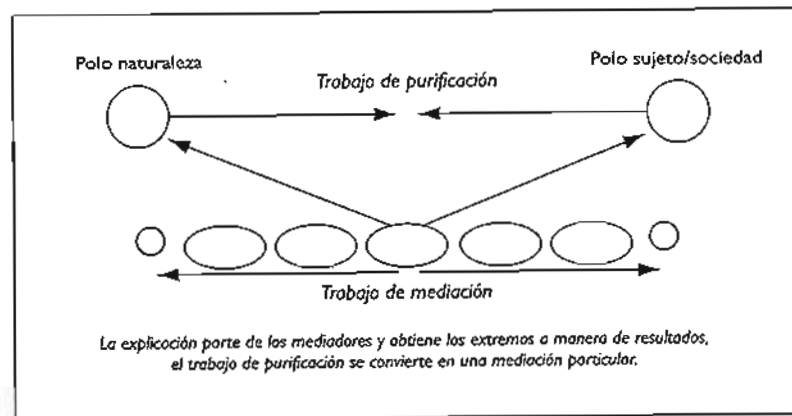 Polo naturaleza
Polo sujeto/sociedad
Trabajo de purificación
Trabajo de mediación
La explicación parte de los mediadores y obtiene los extremos a manera de resultados,
el trabajo de purificación se convierte en una mediación particular.